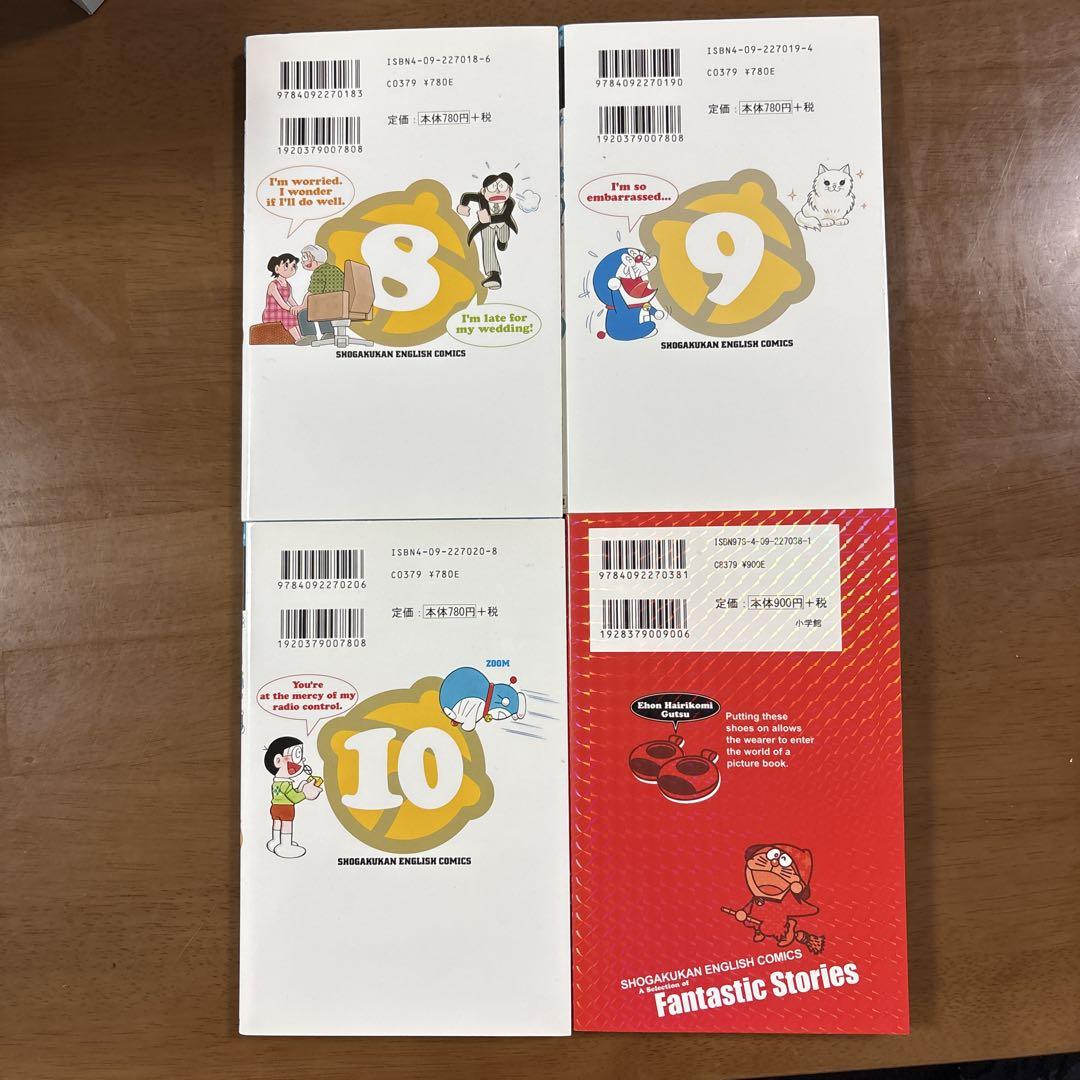 ISBN4-09-227018-6
9784092270183
C0379 ¥780E
定価：本体780円+税
1920379007808
I'm worried.
I wonder
if I'll do well.
8
I'm late for
my wedding!
SHOGAKUKAN ENGLISH COMICS
ISBN4-09-227019-4
9784092270190
C0379 ¥780E
定価：本体780円+税
1920379007808
I'm so
embarrassed...
9
SHOGAKUKAN ENGLISH COMICS
ISBN4-09-227020-8
9784092270206
C0379 ¥780E
定価：本体780円+税
1920379007808
ZOOM
You're
at the mercy of my
radio control.
10
SHOGAKUKAN ENGLISH COMICS
ISBN978-4-09-227038-1
9784092270381
C8379 ¥900E
定価：本体900円+税
1928379009006
小学館
Ehon Hairikomi
Gutsu
Putting these
shoes on allows
the wearer to enter
the world of a
picture book.
SHOGAKUKAN ENGLISH COMICS
A Selection of
Fantastic Stories